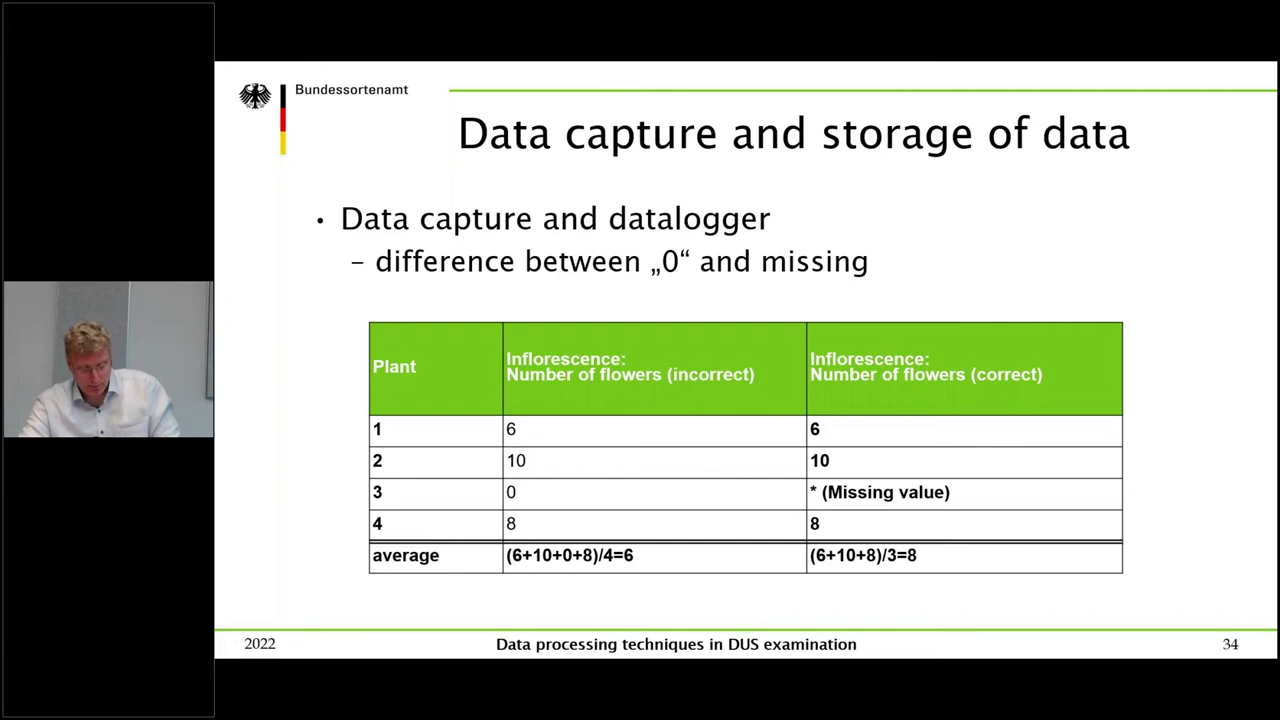 Bundessortenamt
Data capture and storage of data
• Data capture and datalogger
– difference between „0“ and missing
Plant
Inflorescence:
Number of flowers (incorrect)
Inflorescence:
Number of flowers (correct)
1 6 6
2 10 10
3 0 * (Missing value)
4 8 8
average (6+10+0+8)/4=6 (6+10+8)/3=8
2022 Data processing techniques in DUS examination 34